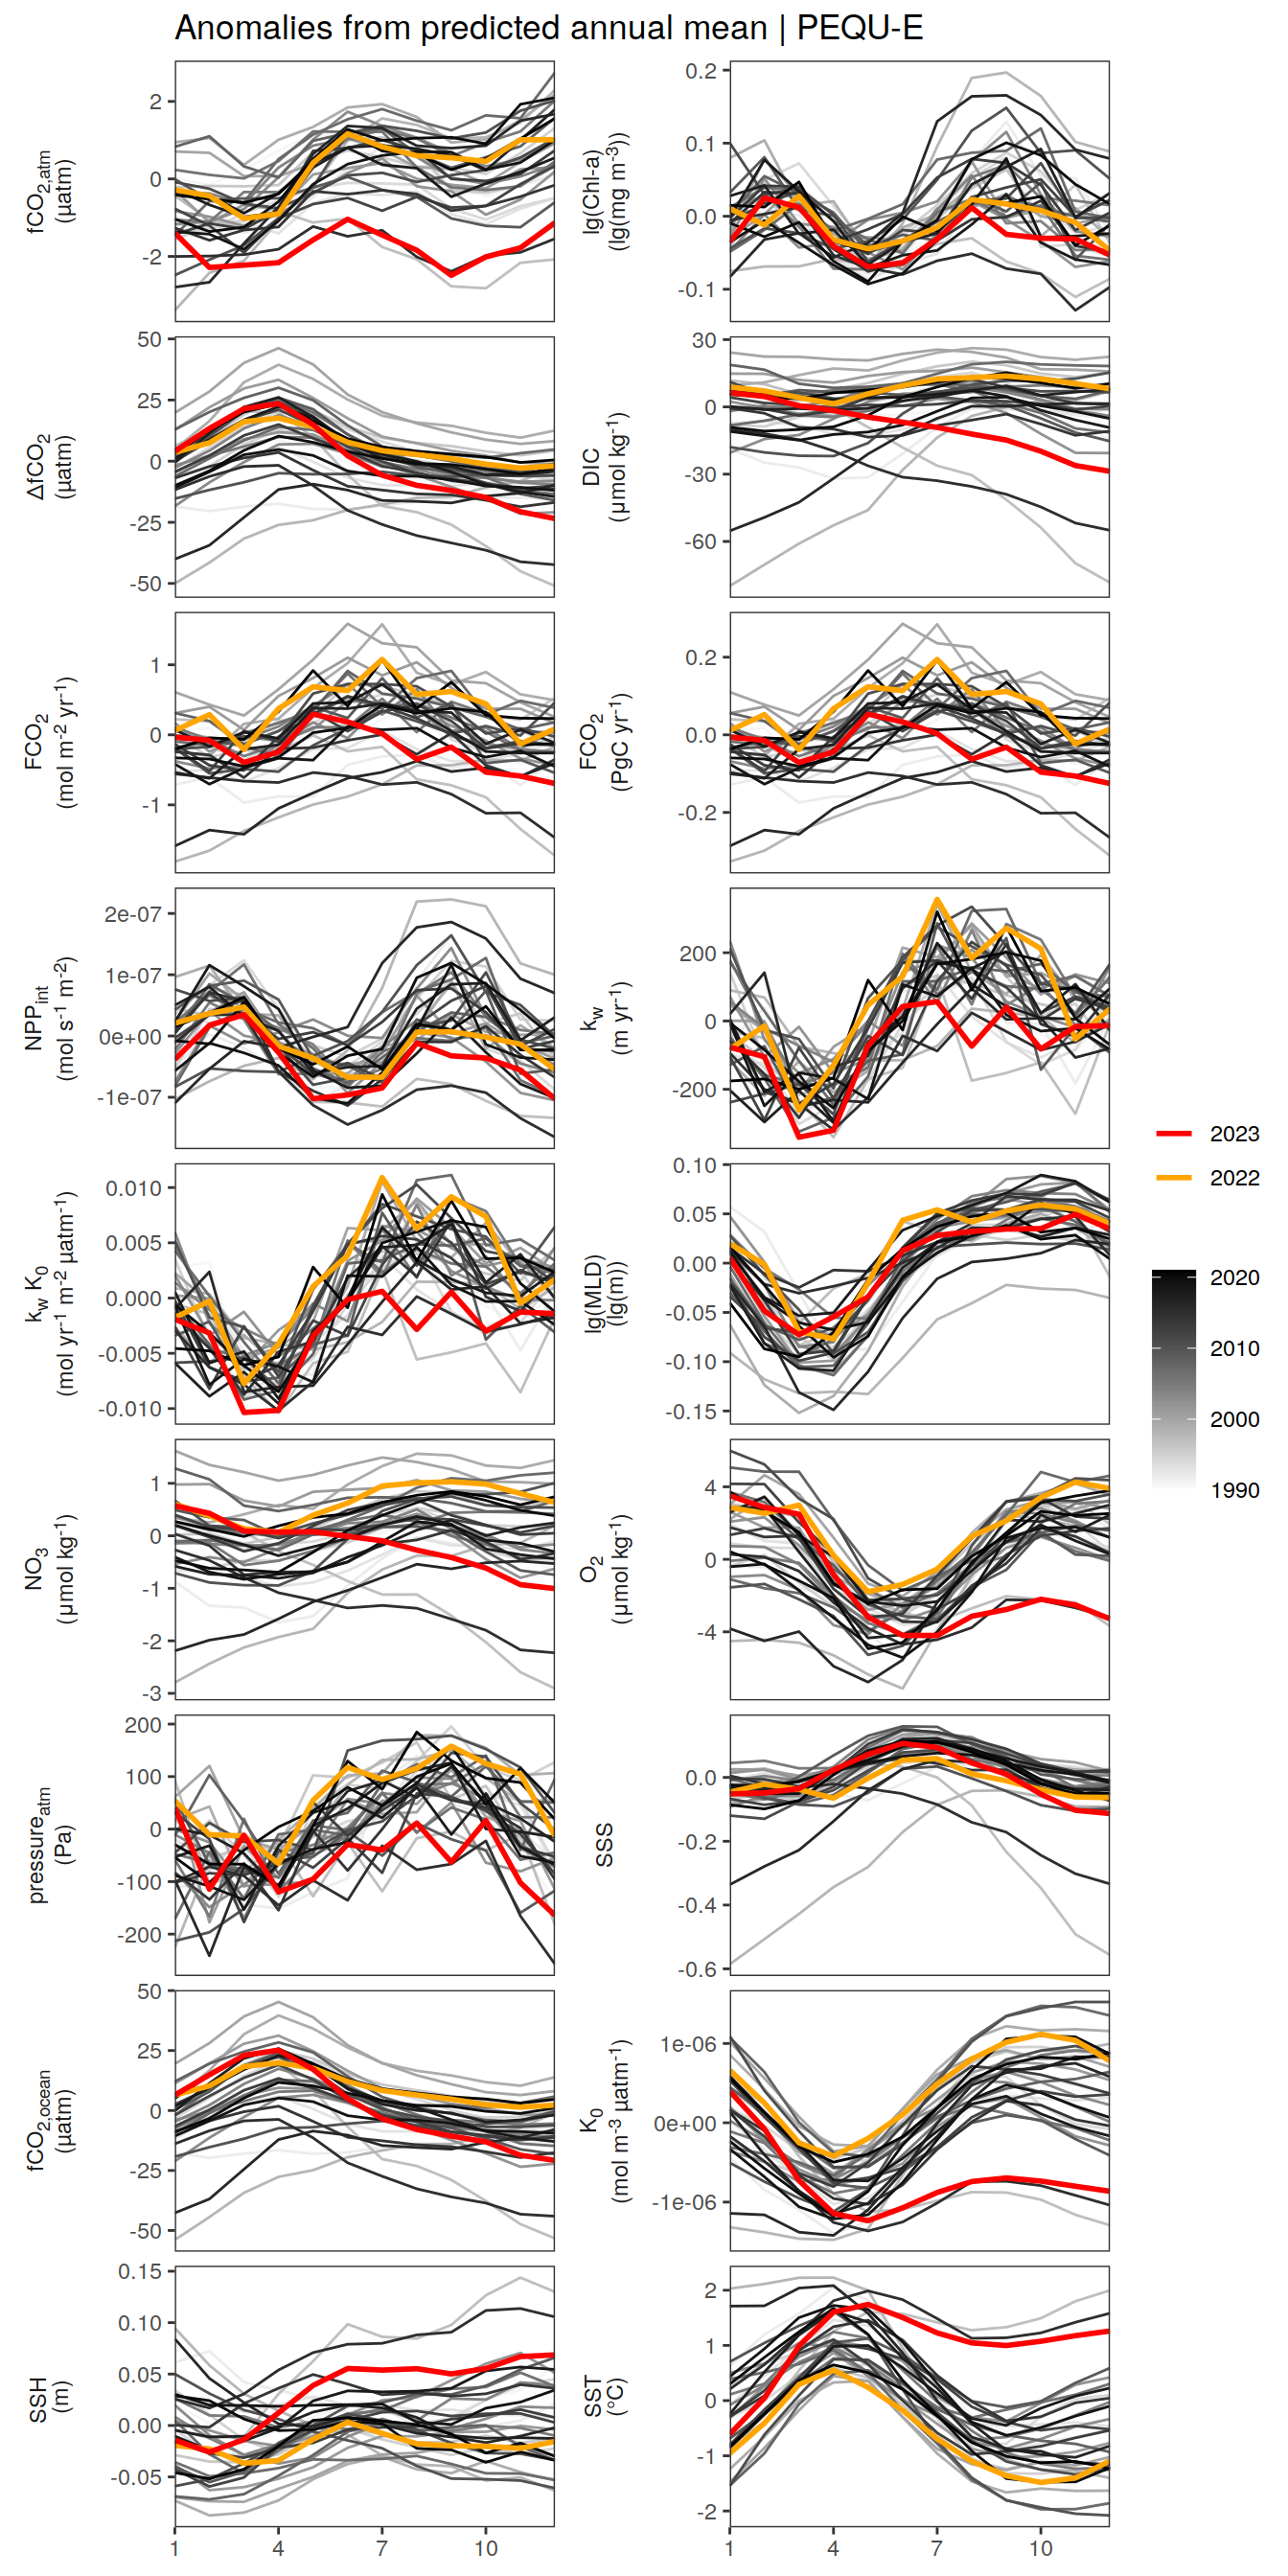 Anomalies from predicted annual mean | PEQU-E
fCO2,atm
(µatm)
2
0
-2
lg(Chl-a)
(lg(mg m-3))
0.2
0.1
0.0
-0.1
ΔfCO2
(µatm)
50
25
0
-25
-50
DIC
(µmol kg-1)
30
0
-30
-60
FCO2
(mol m-2 yr-1)
1
0
-1
FCO2
(PgC yr-1)
0.2
0.0
-0.2
NPPint
(mol s-1 m-2)
2e-07
1e-07
0e+00
-1e-07
kw
(m yr-1)
200
0
-200
kw K0
(mol yr-1 m-2 µatm-1)
0.010
0.005
0.000
-0.005
-0.010
lg(MLD)
(lg(m))
0.10
0.05
0.00
-0.05
-0.10
-0.15
NO3
(µmol kg-1)
1
0
-1
-2
-3
O2
(µmol kg-1)
4
0
-4
pressureatm
(Pa)
200
100
0
-100
-200
SSS
0.0
-0.2
-0.4
-0.6
fCO2,ocean
(µatm)
50
25
0
-25
-50
K0
(mol m-3 µatm-1)
1e-06
0e+00
-1e-06
SSH
(m)
0.15
0.10
0.05
0.00
-0.05
SST
(°C)
2
1
0
-1
-2
1 4 7 10
1 4 7 10
2023
2022
2020
2010
2000
1990